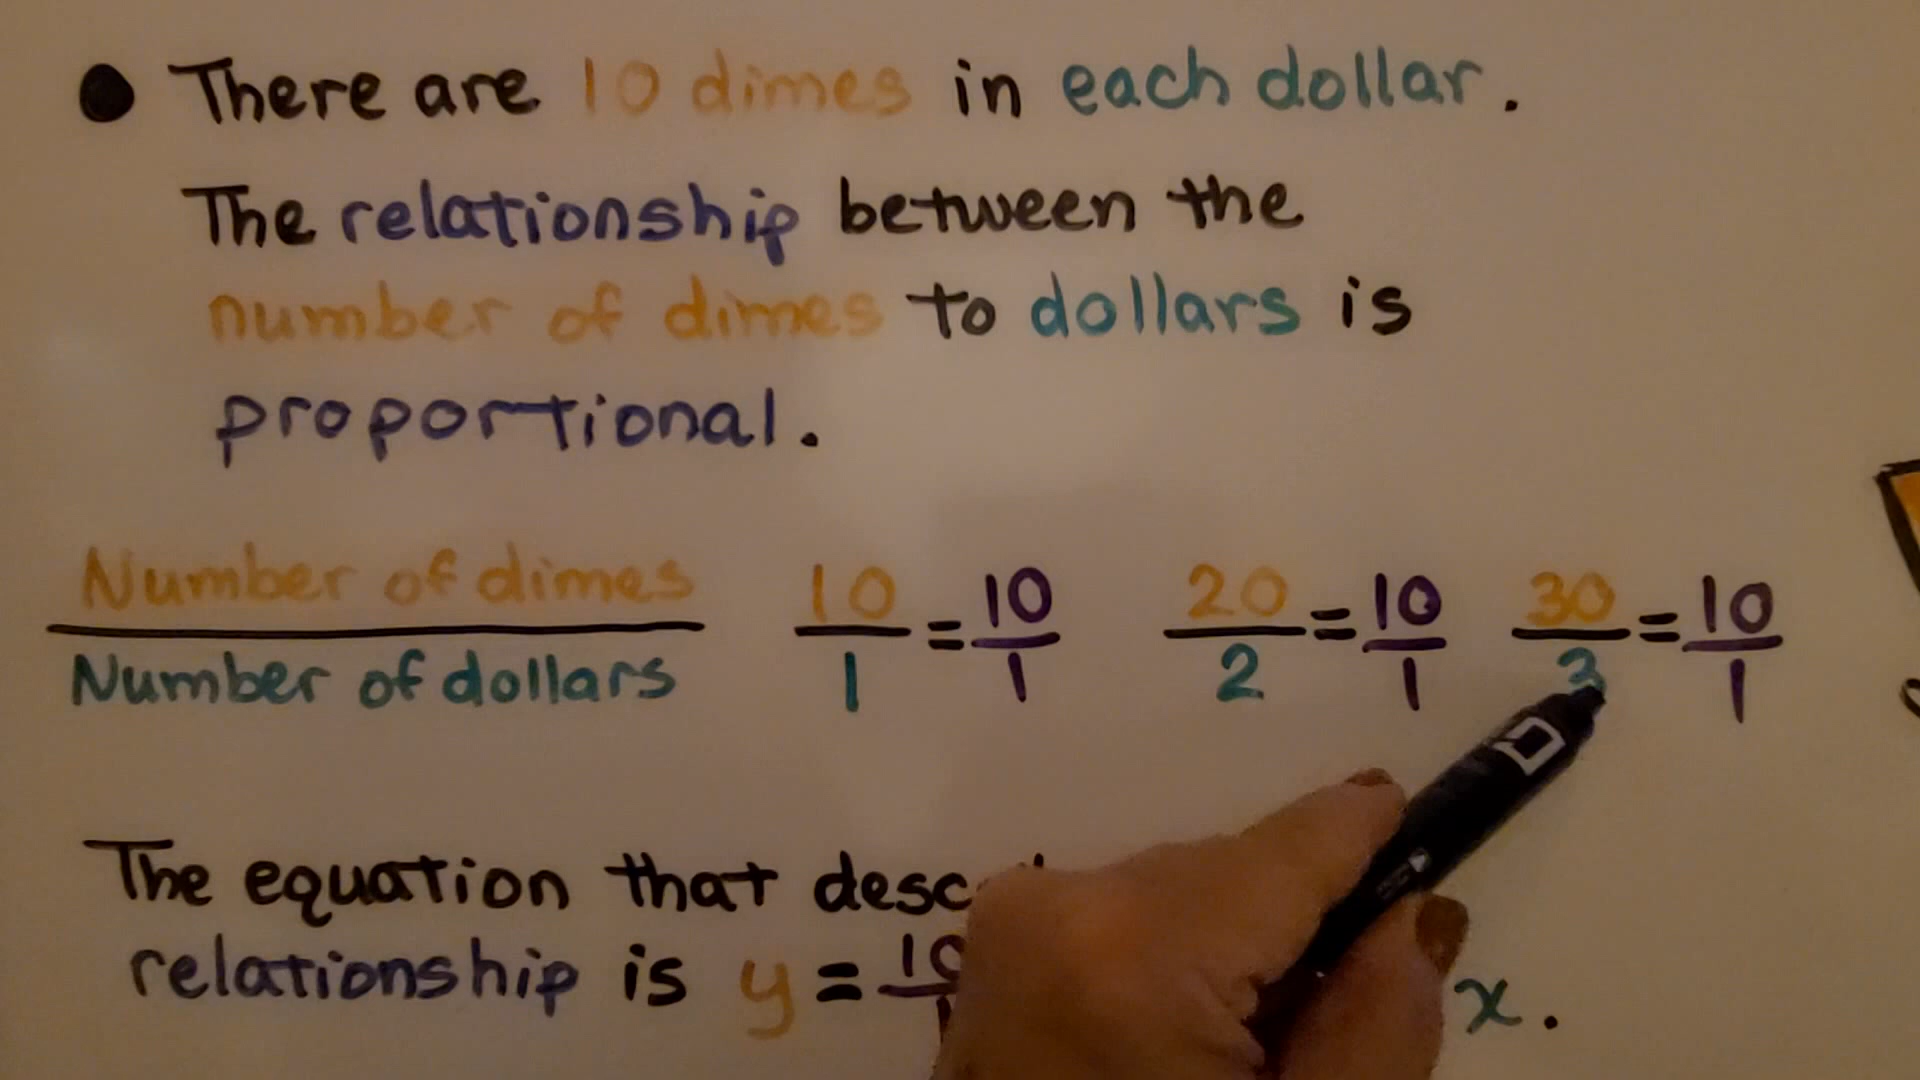 There are 10 dimes in each dollar.
The relationship between the
number of dimes to dollars is
proportional.
Number of dimes / Number of dollars 10/1 = 10/1 20/2 = 10/1 30/3 = 10/1
The equation that
relationship is y = x.